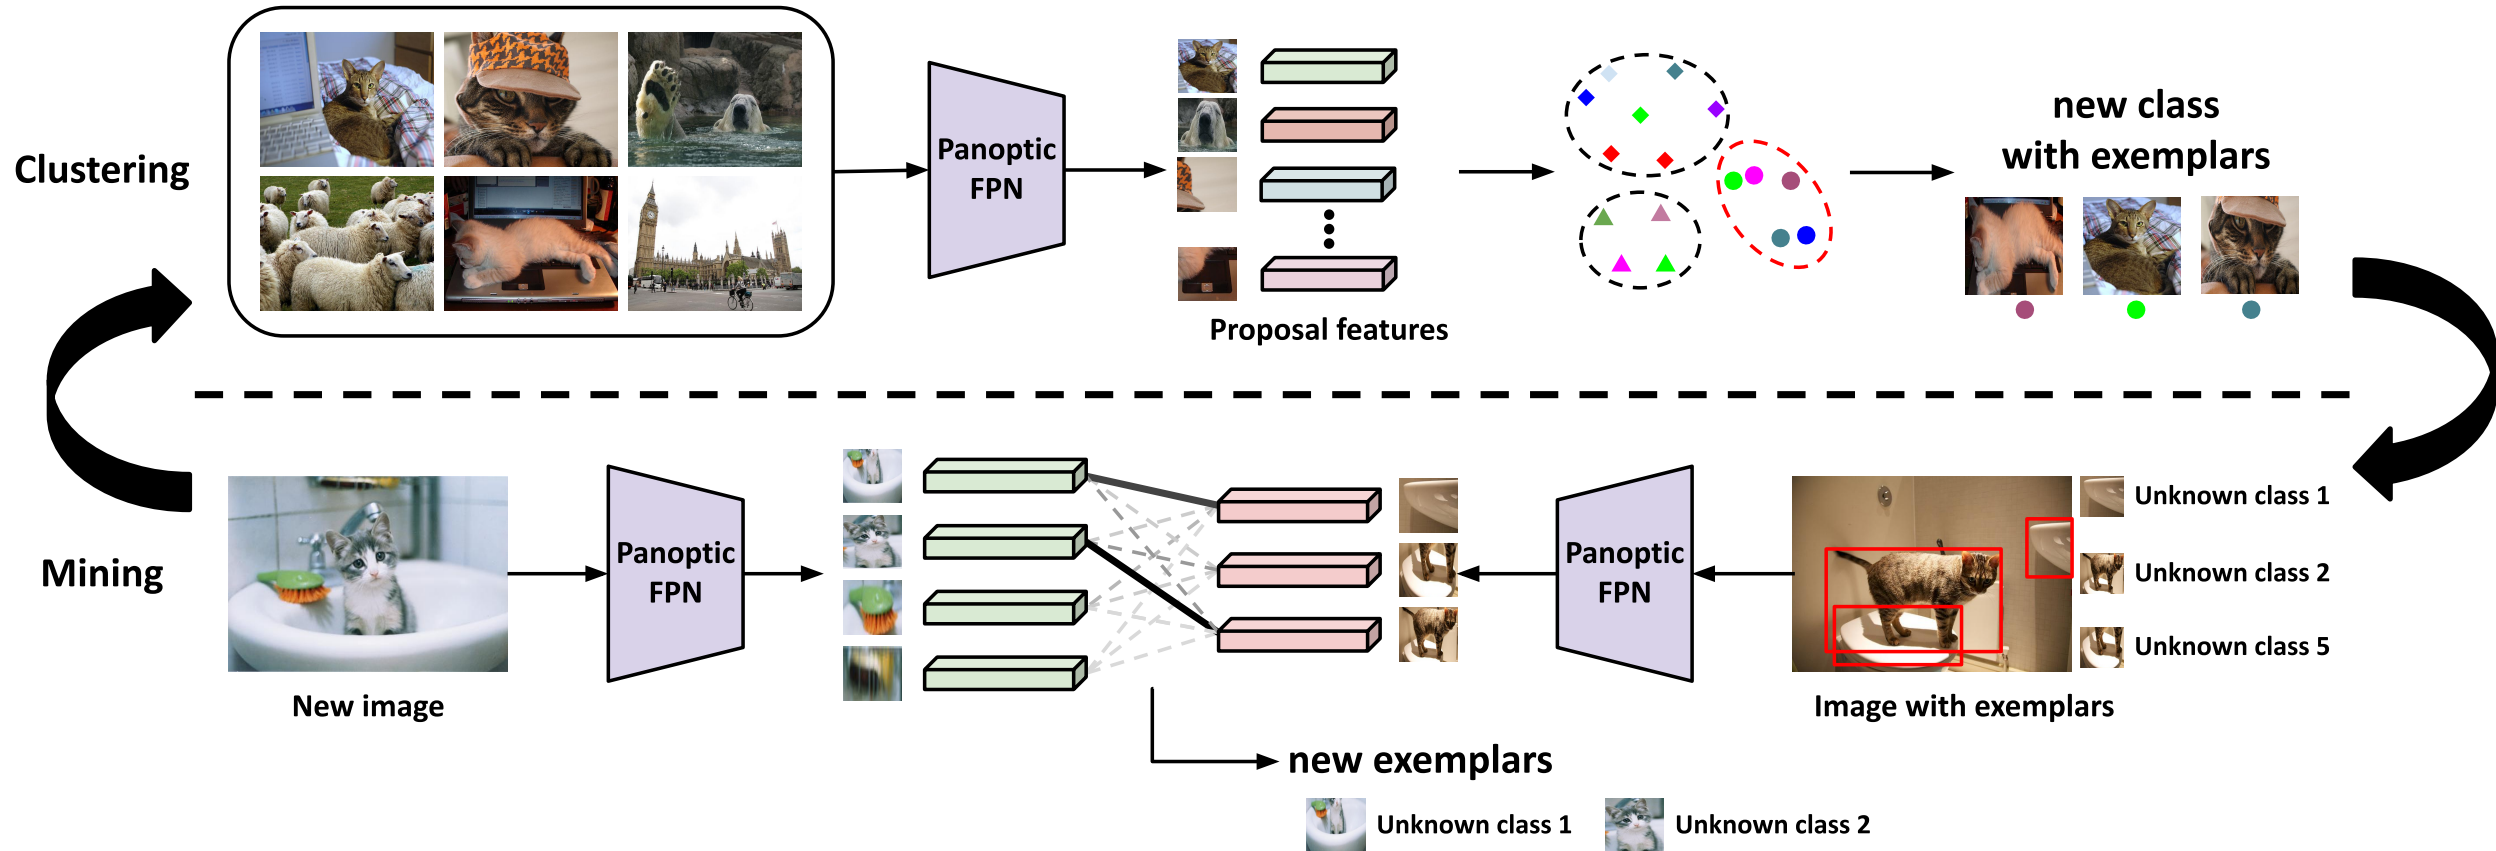 Clustering
Panoptic
FPN
Proposal features
new class
with exemplars
Mining
New image
Panoptic
FPN
Panoptic
FPN
Image with exemplars
Unknown class 1
Unknown class 2
Unknown class 5
new exemplars
Unknown class 1
Unknown class 2